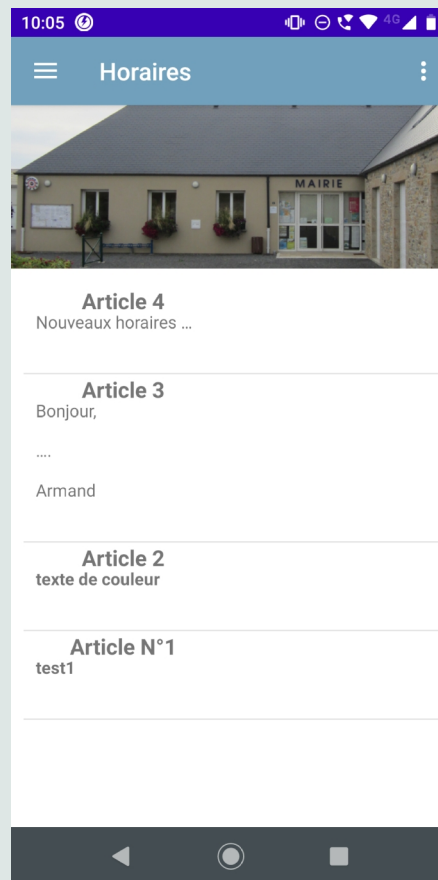 10:05
4G
Horaires
MAIRIE
Article 4
Nouveaux horaires ...
Article 3
Bonjour,
....
Armand
Article 2
texte de couleur
Article N°1
test1